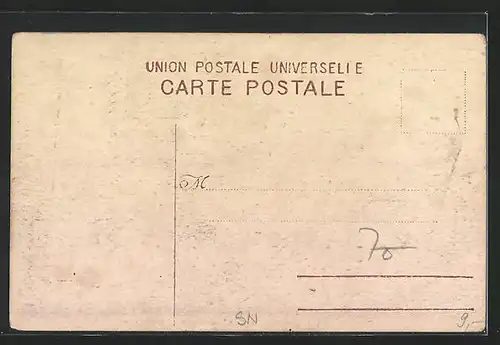 UNION POSTALE UNIVERSELLE
CARTE POSTALE
M
70
SN
9,-